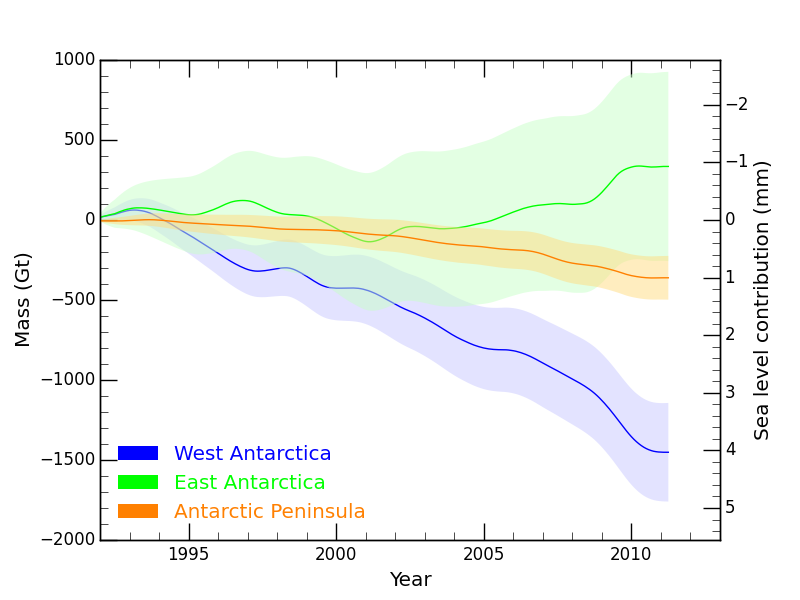 1000
500
0
−500
−1000
−1500
−2000
Mass (Gt)
−2
−1
0
1
2
3
4
5
Sea level contribution (mm)
West Antarctica
East Antarctica
Antarctic Peninsula
1995 2000 2005 2010
Year